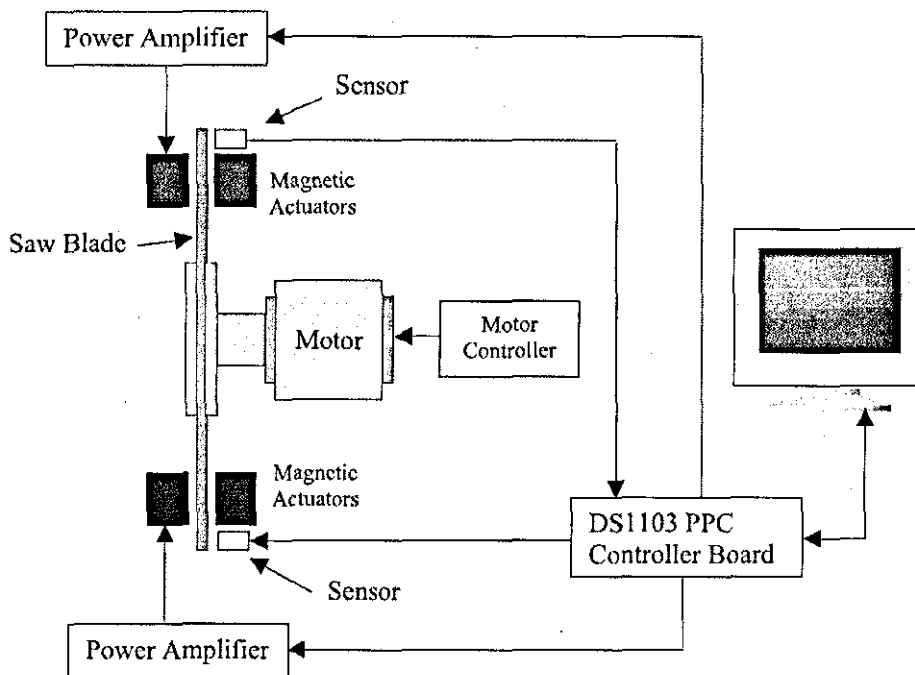 Power Amplifier
Sensor
Magnetic
Actuators
Saw Blade
Motor
Motor
Controller
Magnetic
Actuators
DS1103 PPC
Controller Board
Sensor
Power Amplifier